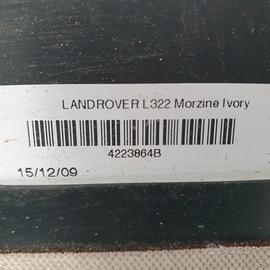 LANDROVER L322 Morzine Ivory
4223864B
15/12/09